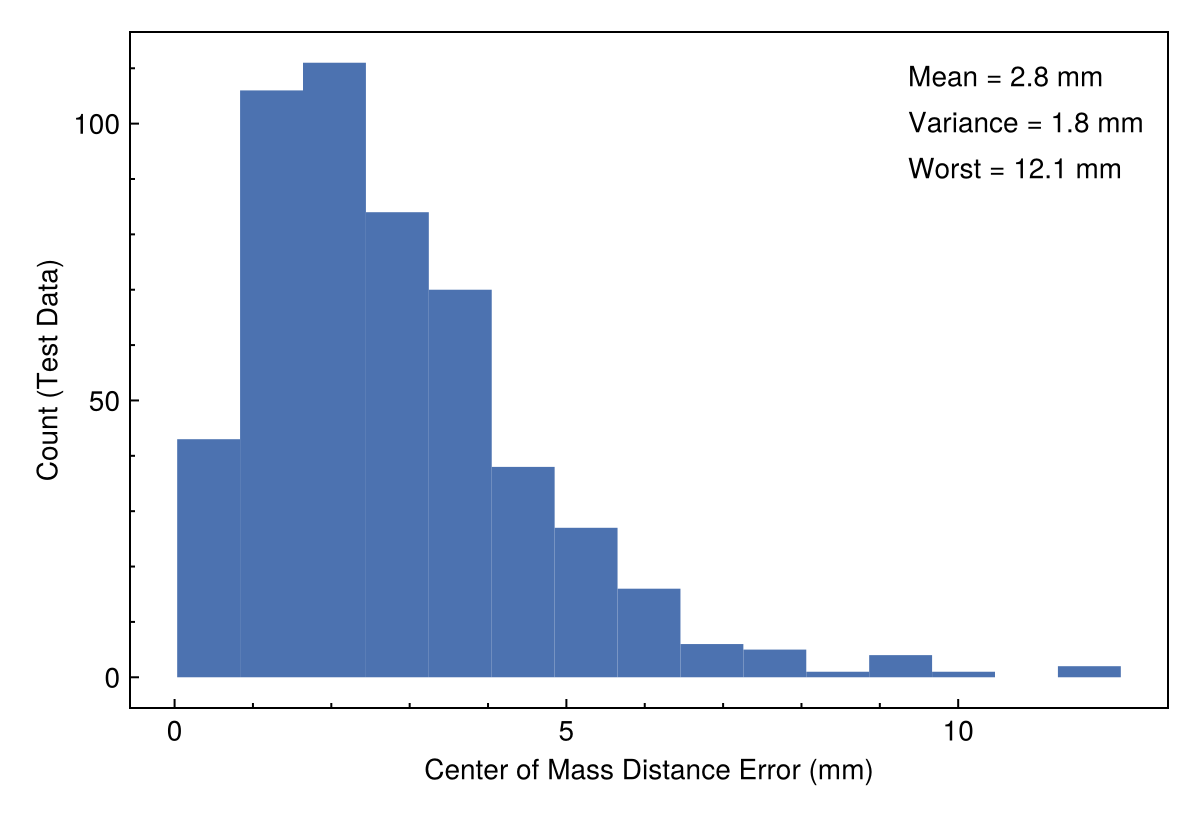 Mean = 2.8 mm
Variance = 1.8 mm
Worst = 12.1 mm
100
50
0
Count (Test Data)
0 5 10
Center of Mass Distance Error (mm)